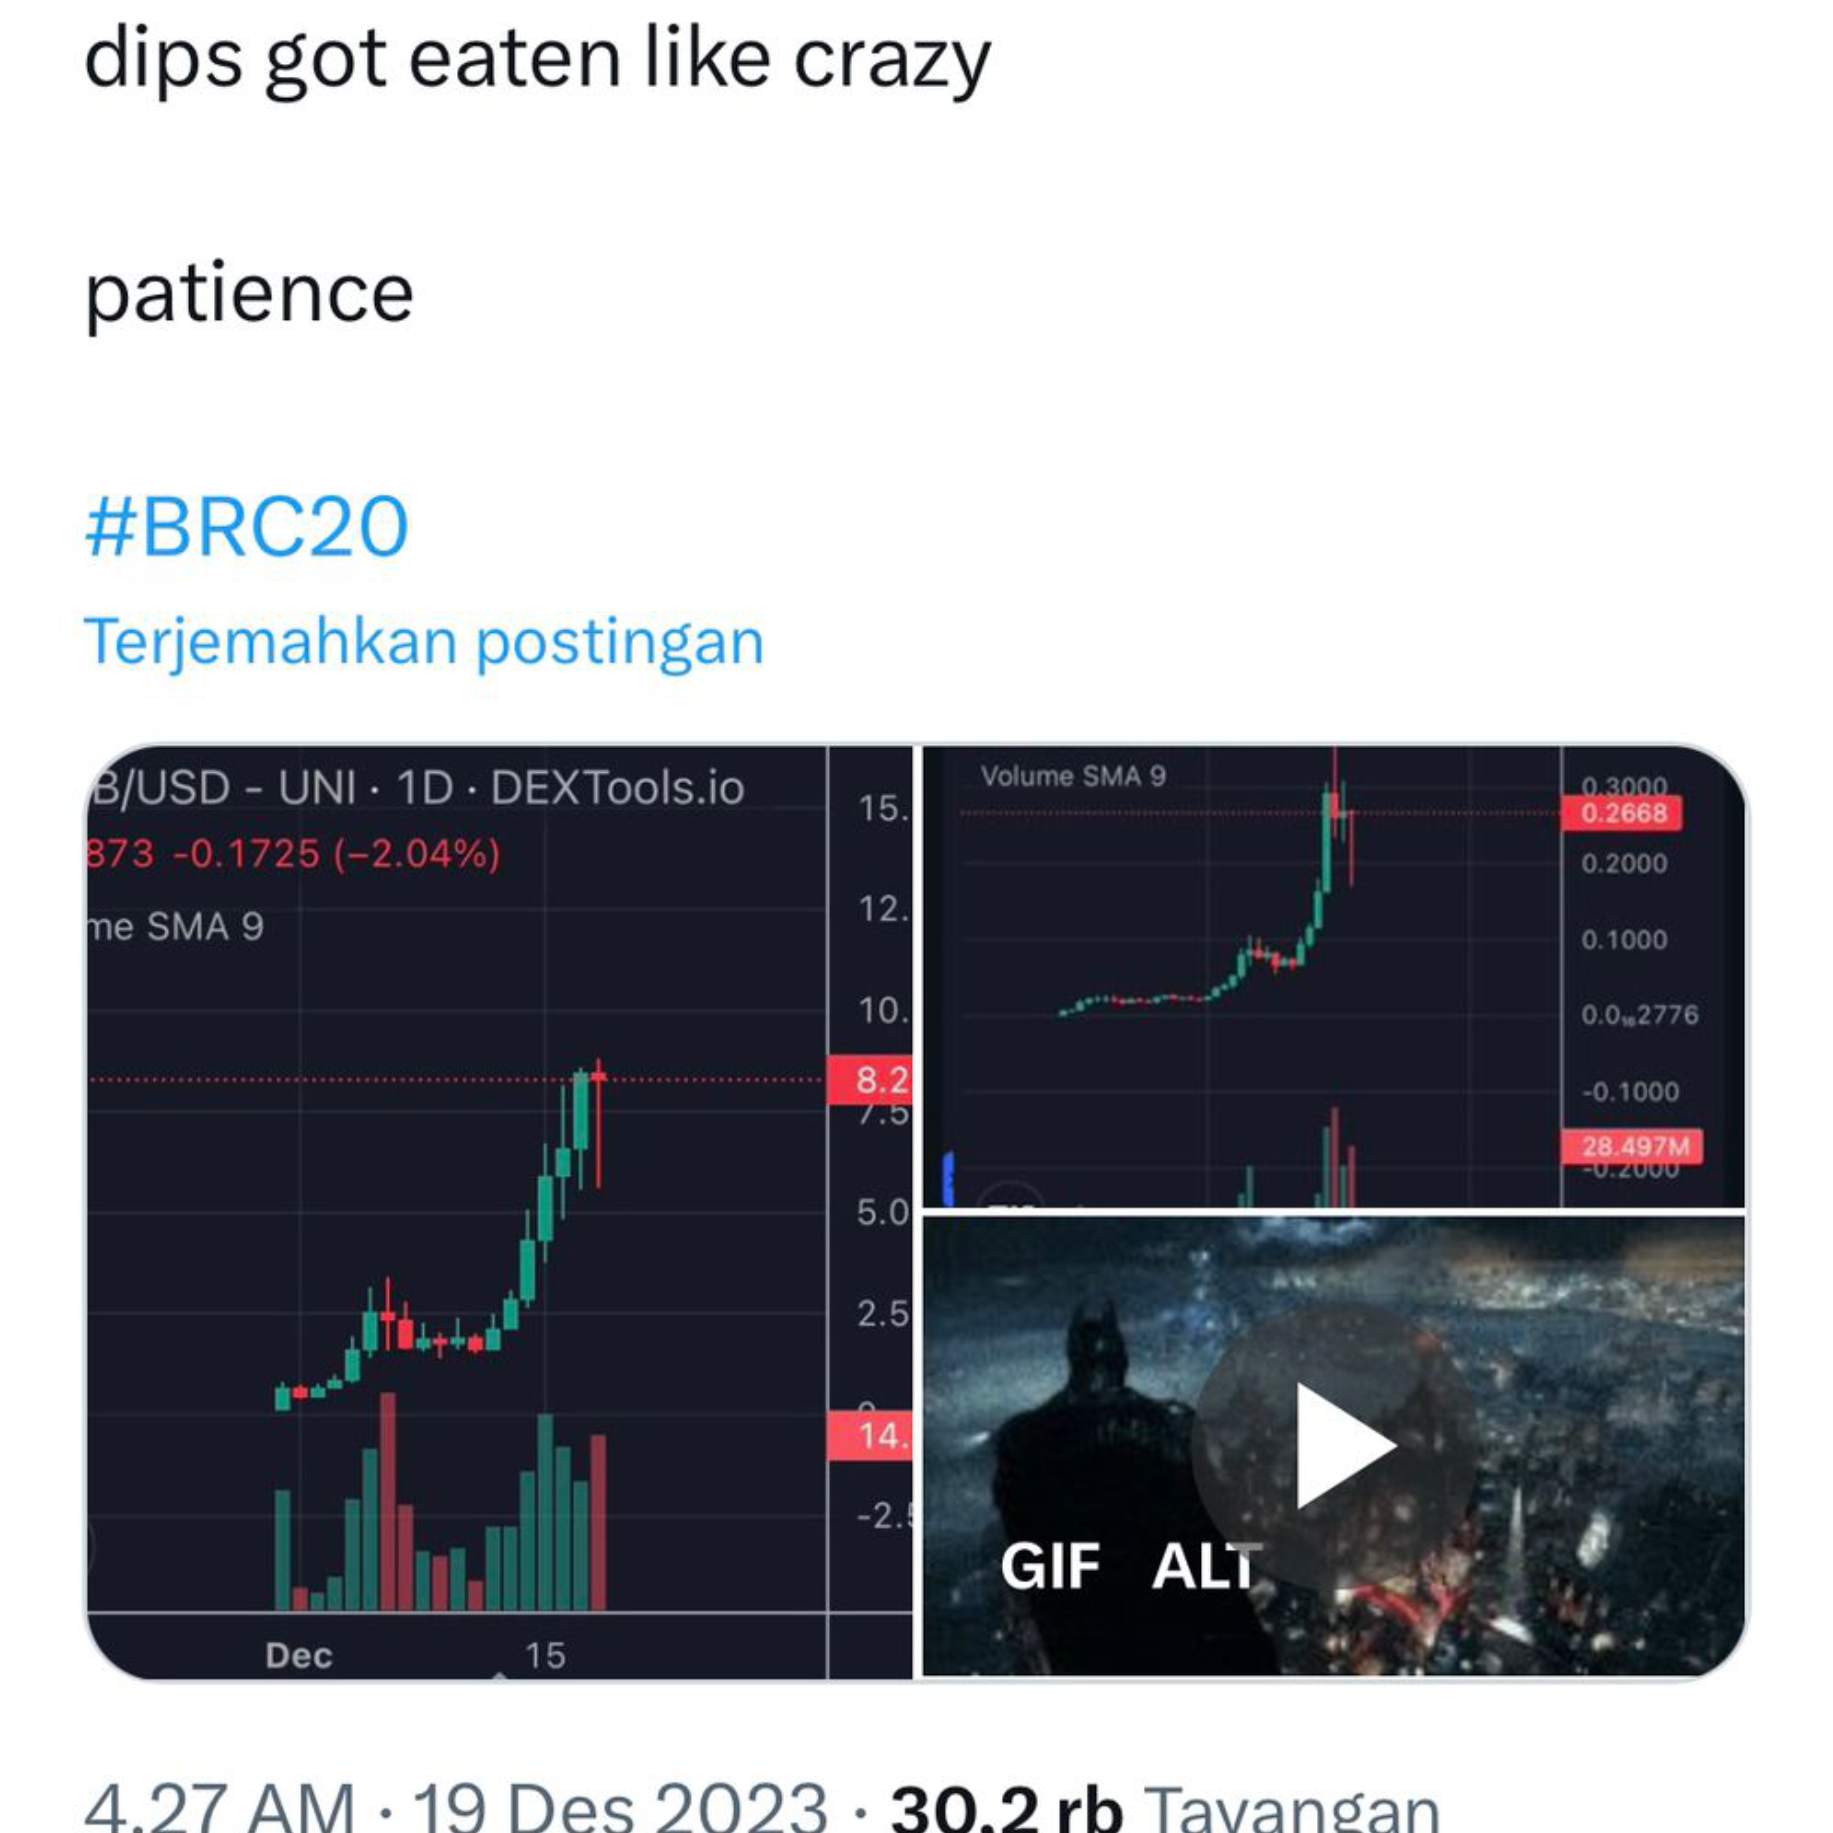 dips got eaten like crazy
patience
#BRC20
Terjemahkan postingan
B/USD - UNI · 1D · DEXTools.io
873 -0.1725 (−2.04%)
me SMA 9
15.
12.
10.
8.2
7.5
5.0
2.5
14.
-2.5
Dec 15
Volume SMA 9
0.3000
0.2668
0.2000
0.1000
0.0₁₆2776
-0.1000
28.497M
-0.2000
GIF ALT
4.27 AM · 19 Des 2023 · 30,2 rb Tayangan